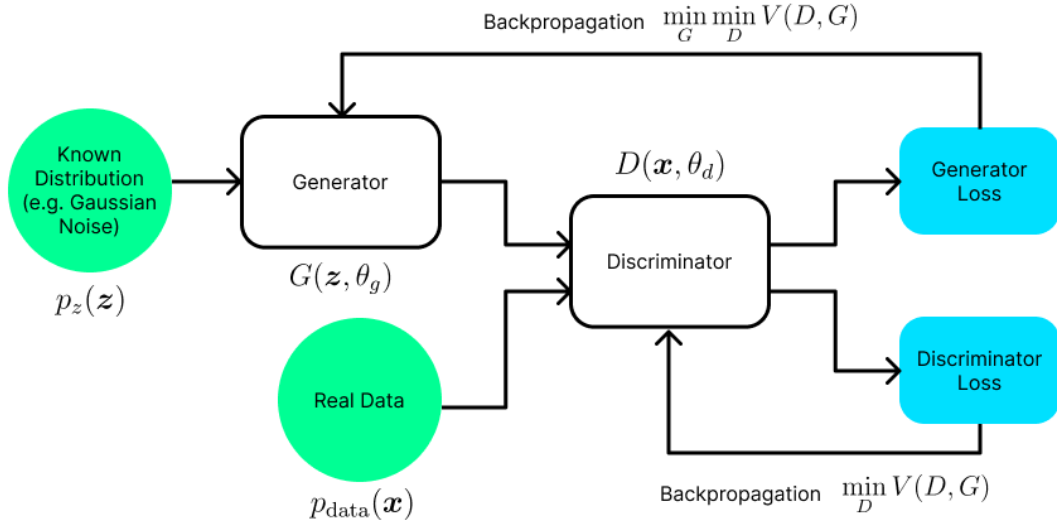 Backpropagation min_G min_D V(D, G)
Known
Distribution
(e.g. Gaussian
Noise)
p_z(z)
Generator
G(z, θ_g)
D(x, θ_d)
Discriminator
Generator
Loss
Real Data
p_data(x)
Discriminator
Loss
Backpropagation min_D V(D, G)